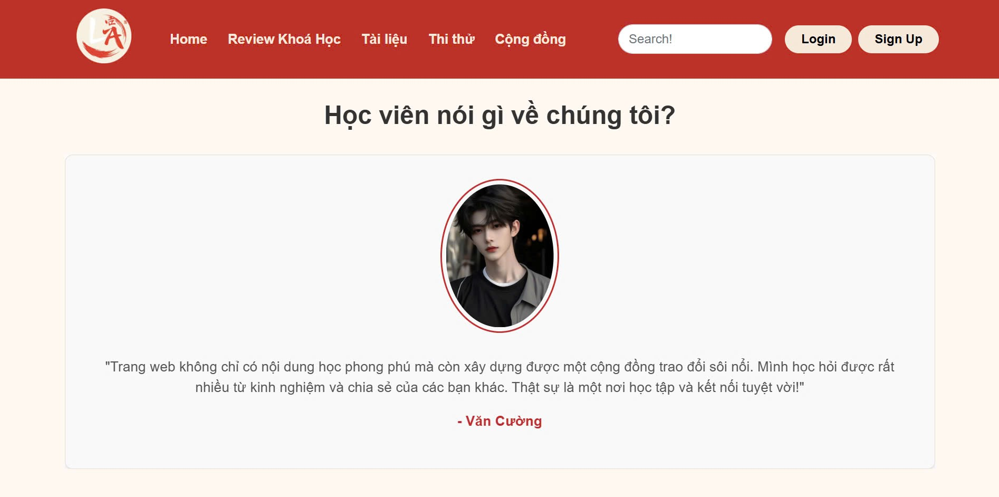 LA
Home
Review Khoá Học
Tài liệu
Thi thử
Cộng đồng
Search!
Login
Sign Up
Học viên nói gì về chúng tôi?
"Trang web không chỉ có nội dung học phong phú mà còn xây dựng được một cộng đồng trao đổi sôi nổi. Mình học hỏi được rất
nhiều từ kinh nghiệm và chia sẻ của các bạn khác. Thật sự là một nơi học tập và kết nối tuyệt vời!"
- Văn Cường